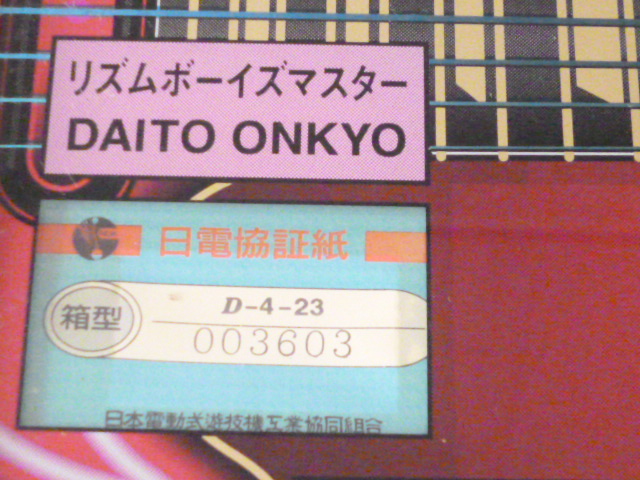 リズムボーイズマスター
DAITO ONKYO
日電協証紙
箱型
D-4-23
003603
日本電動式遊技機工業協同組合